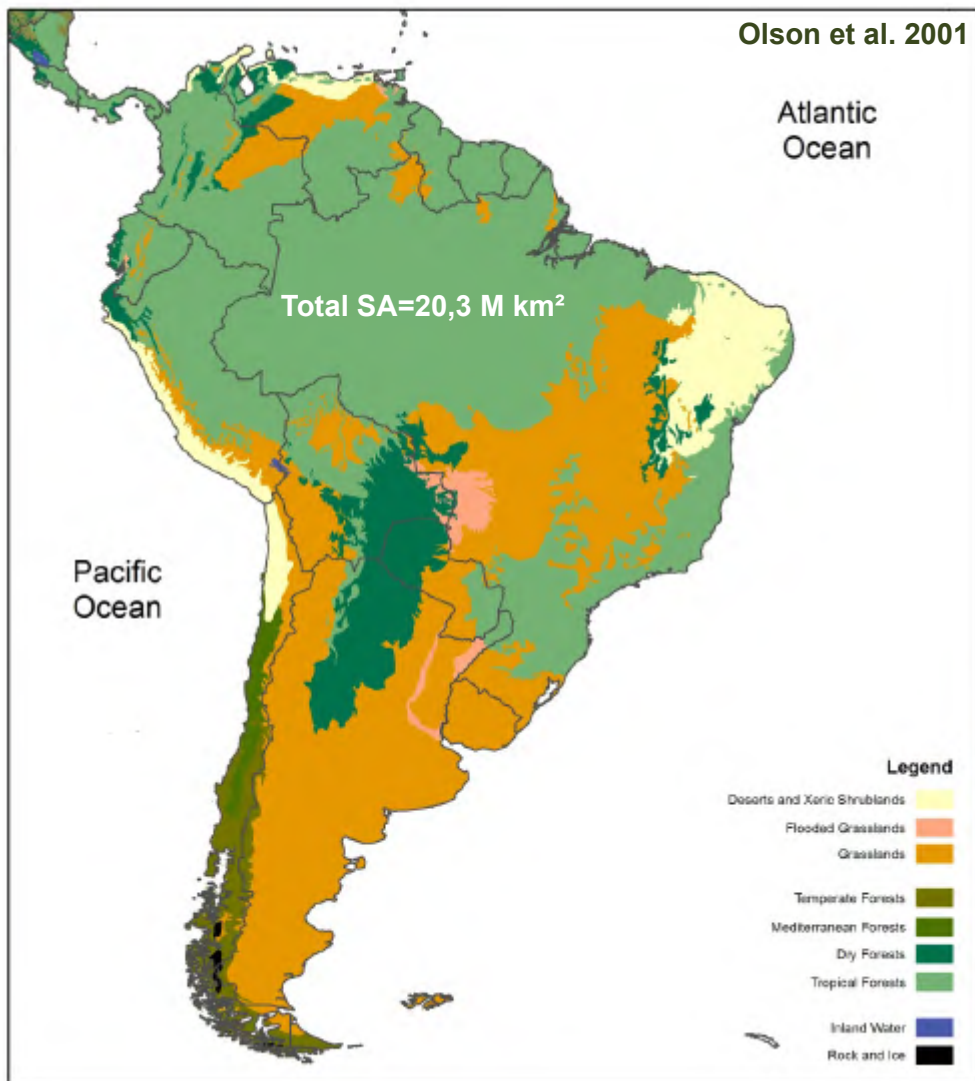 Olson et al. 2001
Atlantic
Ocean
Total SA=20,3 M km²
Pacific
Ocean
Legend
Deserts and Xeric Shrublands
Flooded Grasslands
Grasslands
Temperate Forests
Mediterranean Forests
Dry Forests
Tropical Forests
Inland Water
Rock and Ice